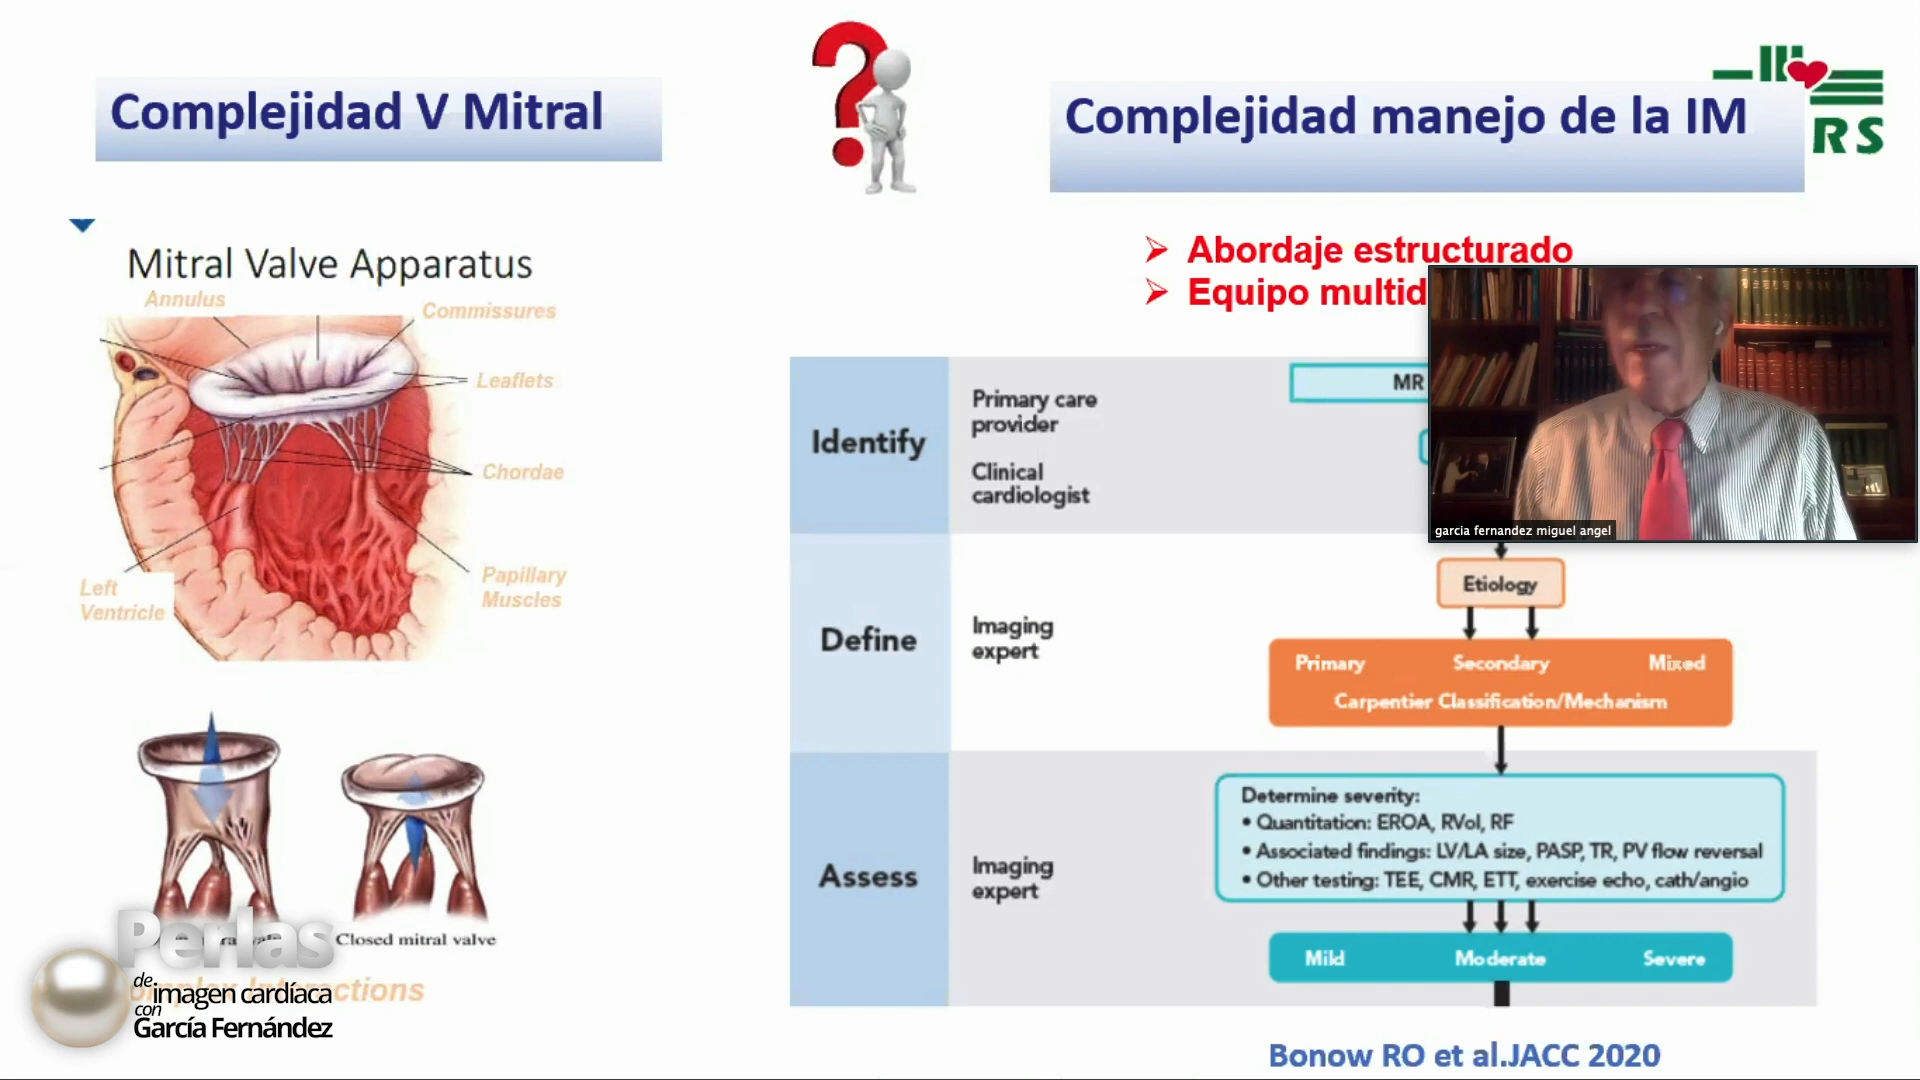 Complejidad V Mitral
Complejidad manejo de la IM
RS
Mitral Valve Apparatus
Annulus
Commissures
Leaflets
Chordae
Papillary
Muscles
Left
Ventricle
Closed mitral valve
Perlas
de
imagen cardíaca
con
García Fernández
➢ Abordaje estructurado
➢ Equipo
garcia fernandez miguel angel
Identify
Primary care
provider
Clinical
cardiologist
MR
Define
Imaging
expert
Etiology
Primary Secondary Mixed
Carpentier Classification/Mechanism
Assess
Imaging
expert
Determine severity:
• Quantitation: EROA, RVol, RF
• Associated findings: LV/LA size, PASP, TR, PV flow reversal
• Other testing: TEE, CMR, ETT, exercise echo, cath/angio
Mild Moderate Severe
Bonow RO et al.JACC 2020